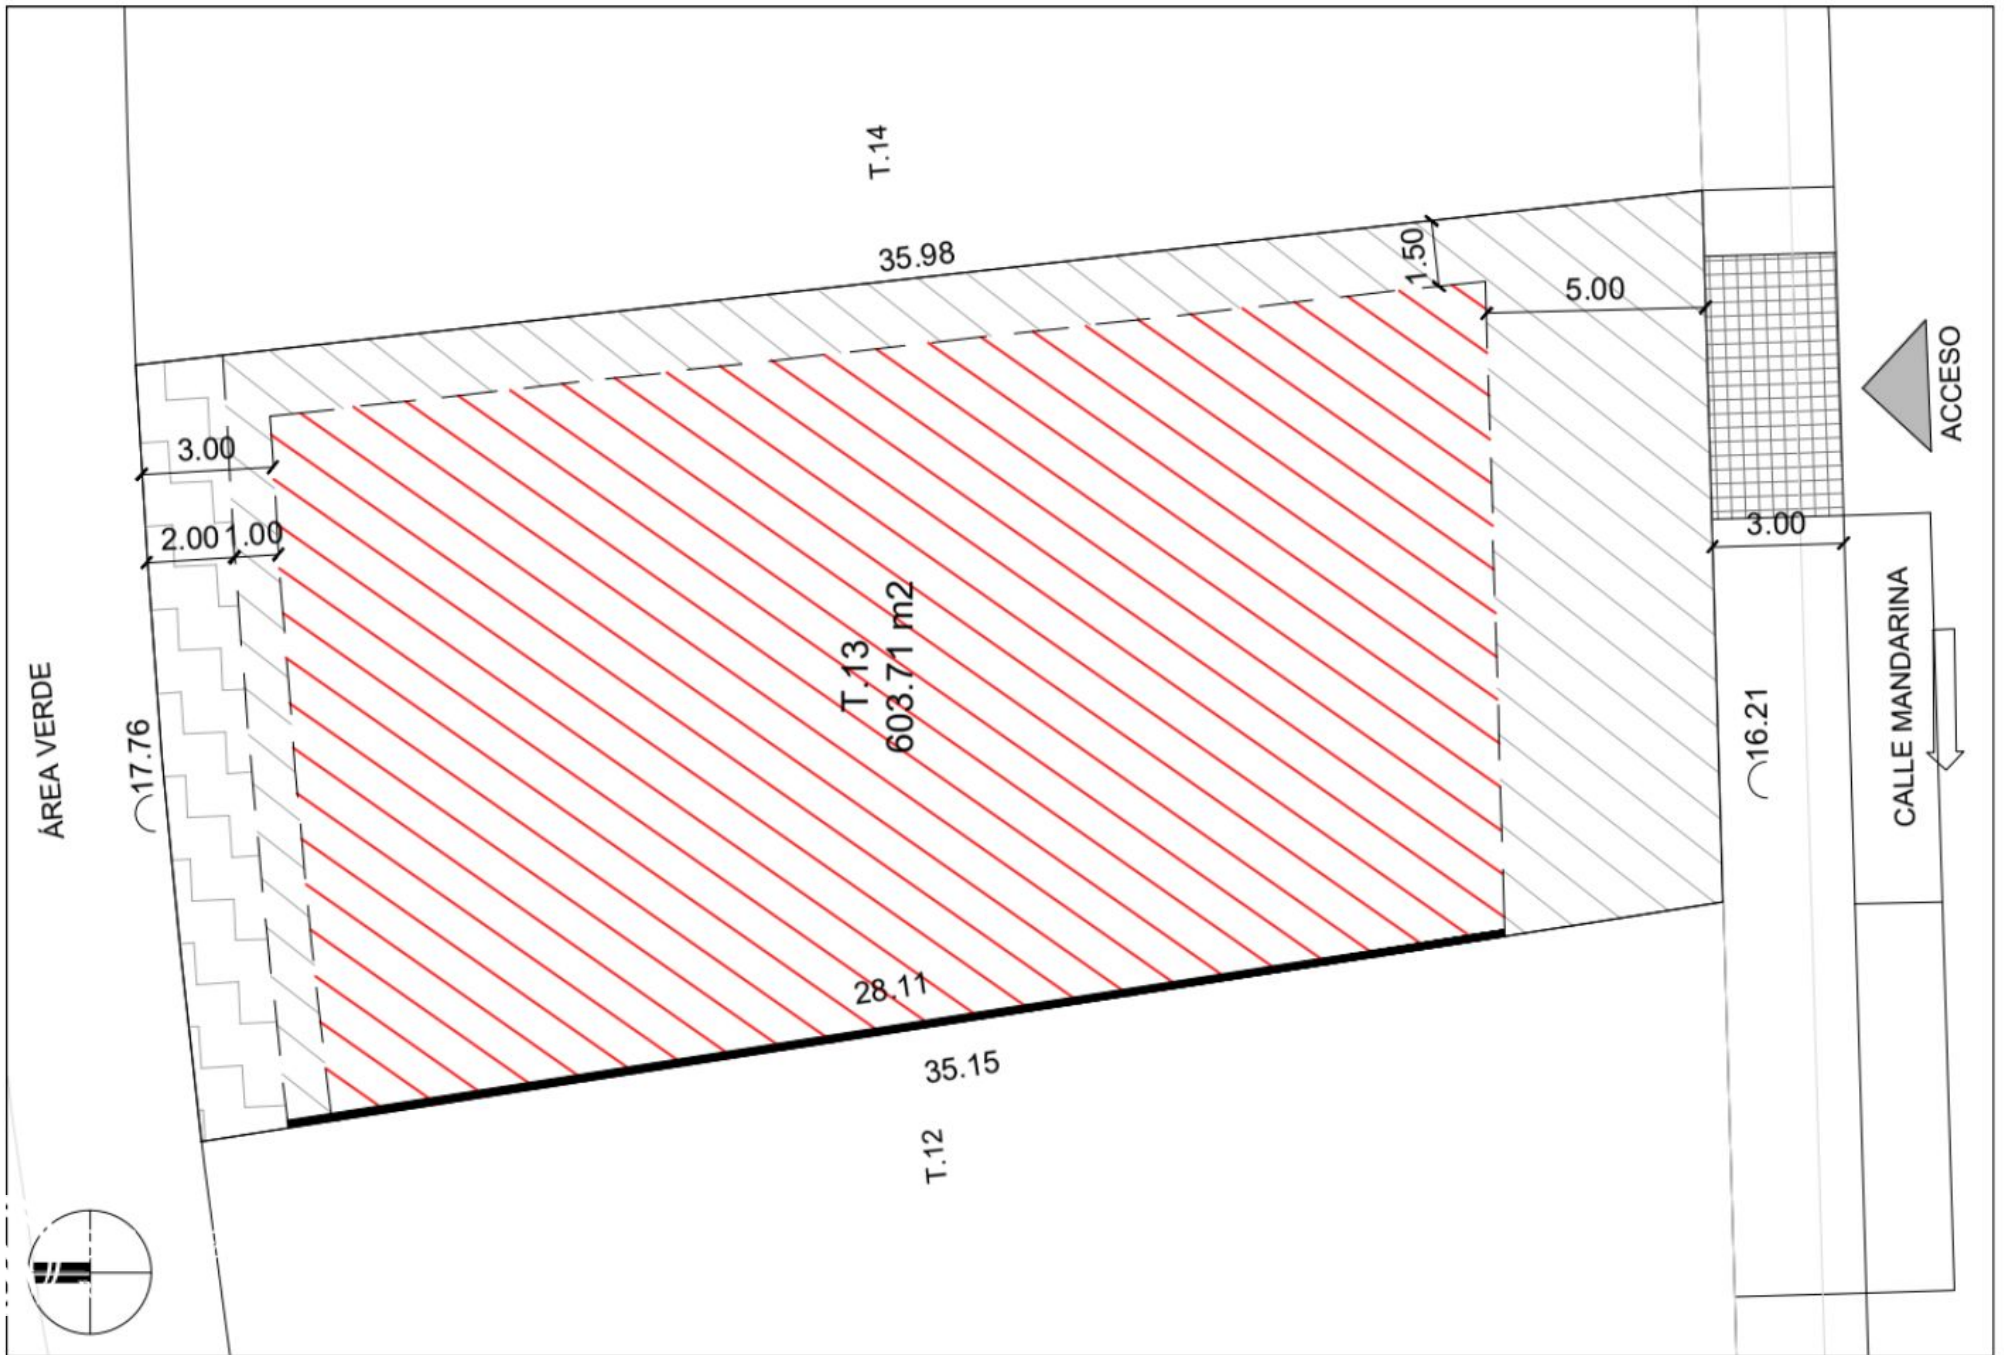 T.14
35.98
1.50
5.00
3.00
2.00
1.00
3.00
ACCESO
T.13
603.71 m2
ÁREA VERDE
17.76
16.21
CALLE MANDARINA
28.11
35.15
T.12